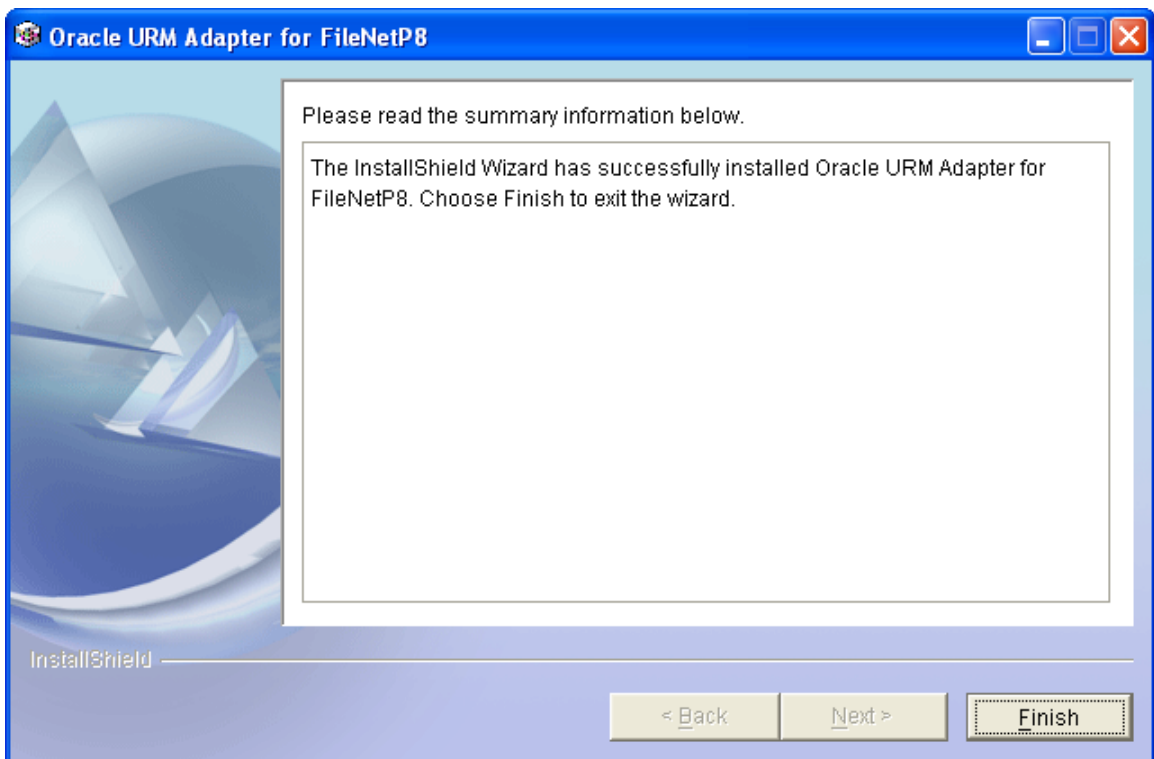 Oracle URM Adapter for FileNetP8
Please read the summary information below.
The InstallShield Wizard has successfully installed Oracle URM Adapter for
FileNetP8. Choose Finish to exit the wizard.
InstallShield
< Back
Next >
Finish